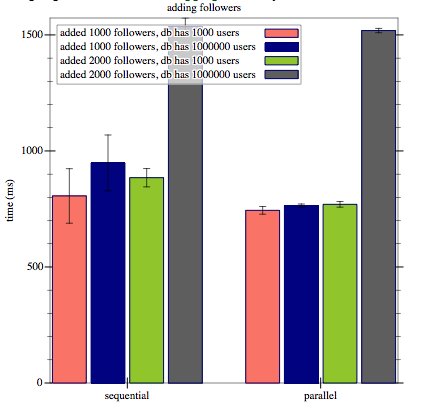 adding followers
added 1000 followers, db has 1000 users
added 1000 followers, db has 1000000 users
added 2000 followers, db has 1000 users
added 2000 followers, db has 1000000 users
1500
1000
500
0
time (ms)
sequential
parallel